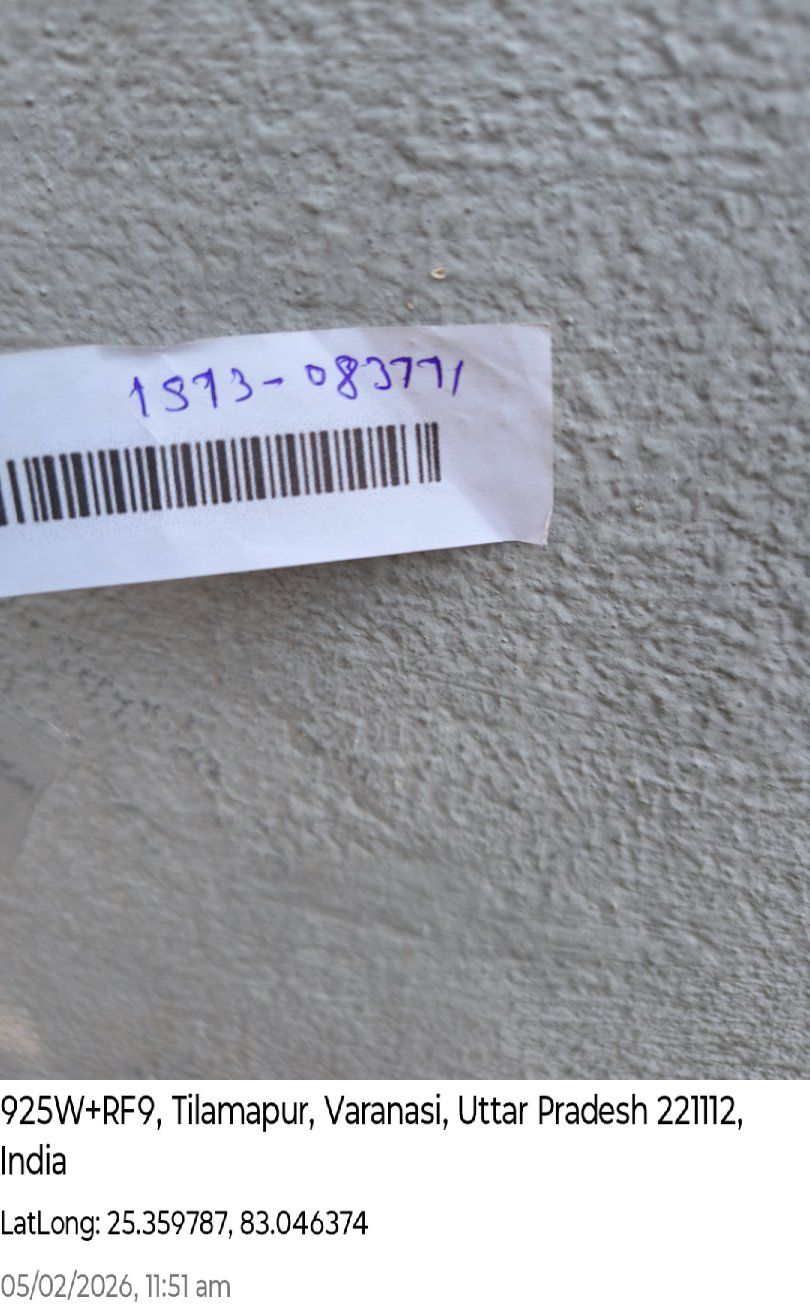 1S73-083771
925W+RF9, Tilamapur, Varanasi, Uttar Pradesh 221112,
India
LatLong: 25.359787, 83.046374
05/02/2026, 11:51 am